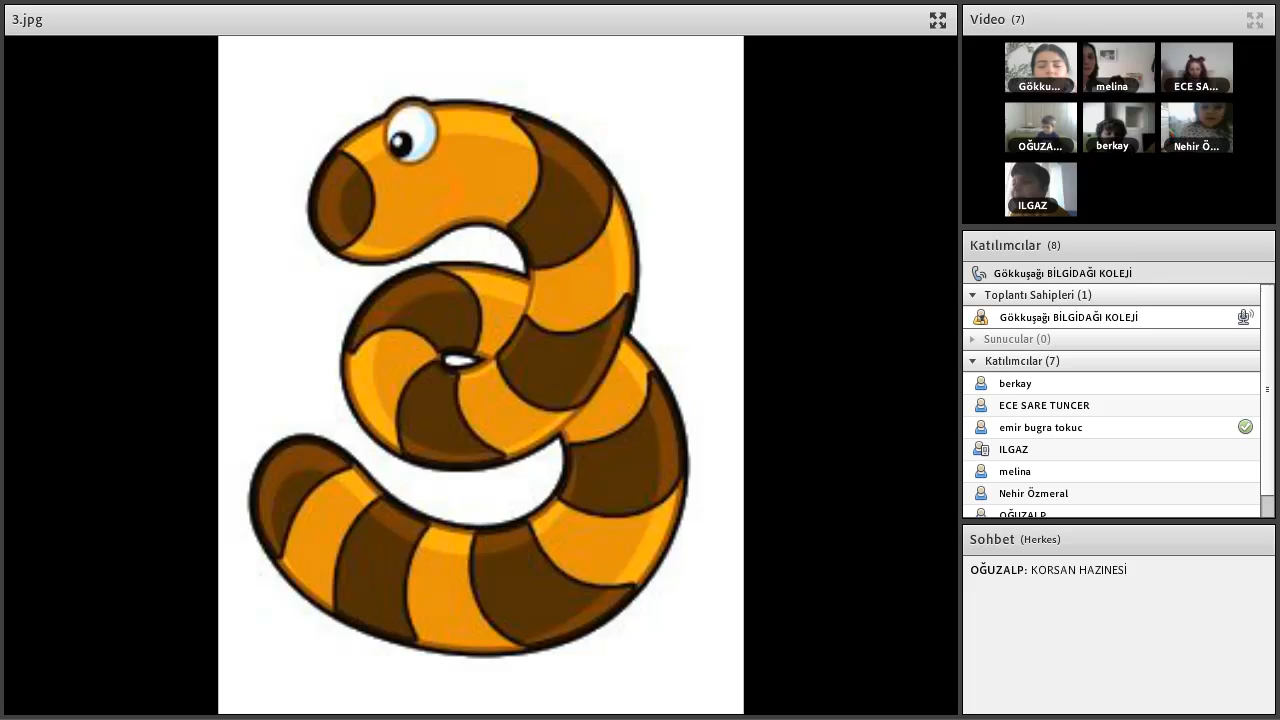 3.jpg
Video (7)
Gökku...
melina
ECE SA...
OĞUZA...
berkay
Nehir Ö...
ILGAZ
Katılımcılar (8)
Gökkuşağı BİLGİDAĞI KOLEJİ
Toplantı Sahipleri (1)
Gökkuşağı BİLGİDAĞI KOLEJİ
Sunucular (0)
Katılımcılar (7)
berkay
ECE SARE TUNCER
emir bugra tokuc
ILGAZ
melina
Nehir Özmeral
OĞUZALP
Sohbet (Herkes)
OĞUZALP: KORSAN HAZINESİ